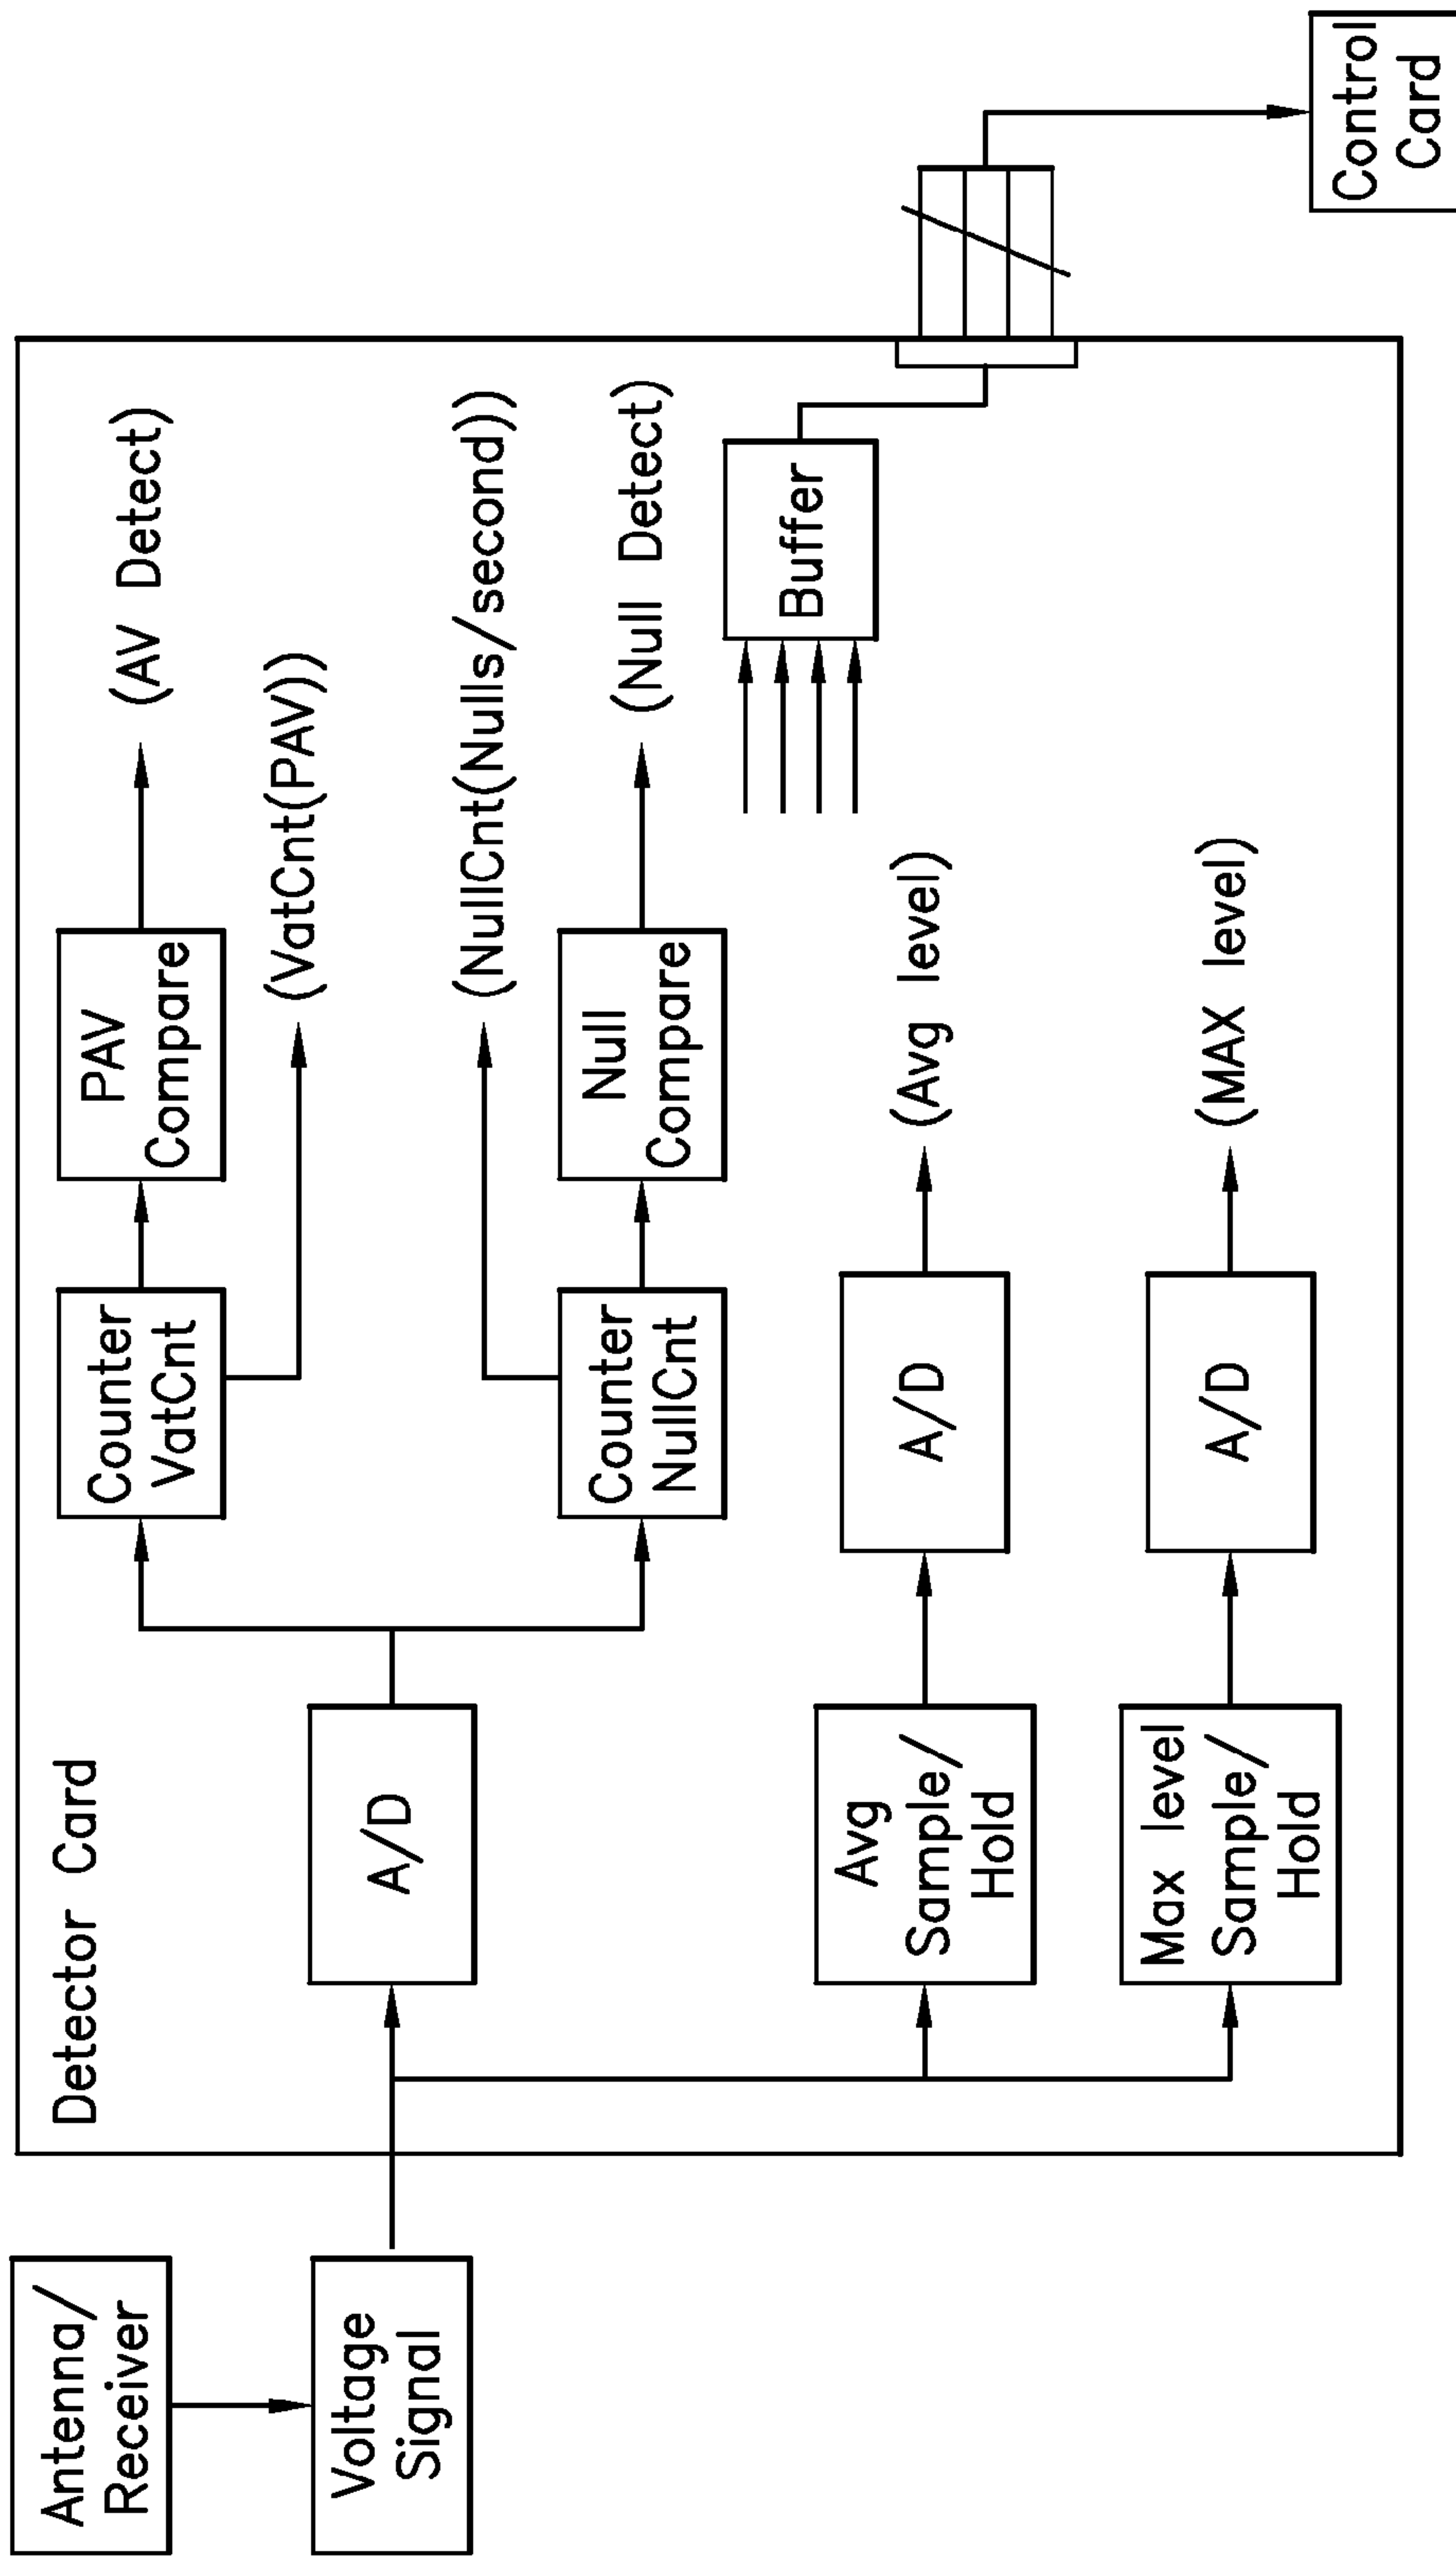 Antenna/
Receiver
Voltage
Signal
Detector Card
A/D
Counter
VatCnt
PAV
Compare
(AV Detect)
(VatCnt(PAV))
(NullCnt(Nulls/second))
Counter
NullCnt
Null
Compare
(Null Detect)
Buffer
Avg
Sample/
Hold
A/D
(Avg level)
Max level
Sample/
Hold
A/D
(MAX level)
Control
Card